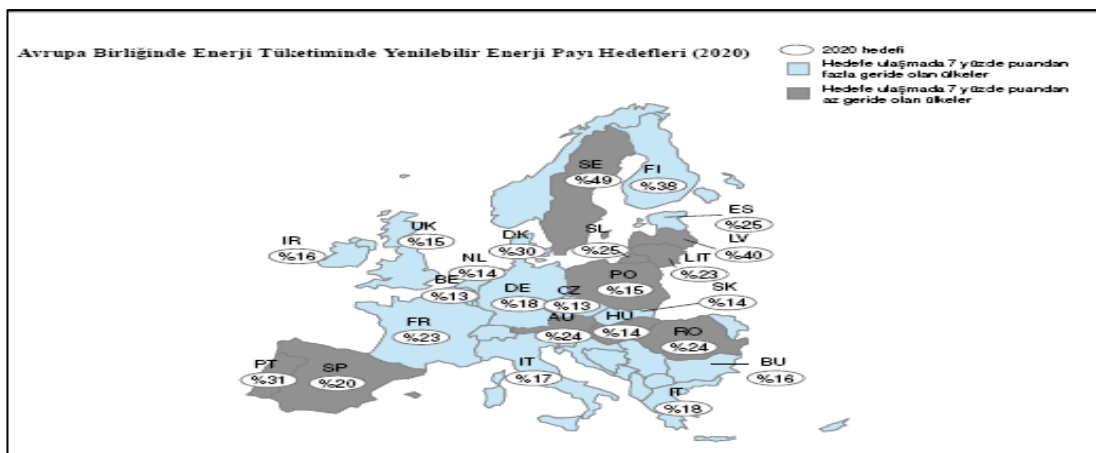 Avrupa Birliğinde Enerji Tüketiminde Yenilebilir Enerji Payı Hedefleri (2020)
2020 hedefi
Hedefe ulaşmada 7 yüzde puandan
fazla geride olan ülkeler
Hedefe ulaşmada 7 yüzde puandan
az geride olan ülkeler
SE
%49
FI
%38
ES
%25
UK
%15
IR
%16
DK
%30
SL
%25
LV
%40
NL
%14
LIT
%23
BE
%13
DE
%18
CZ
%13
PO
%15
SK
%14
FR
%23
AU
%24
HU
%14
RO
%24
PT
%31
SP
%20
IT
%17
BU
%16
IT
%18